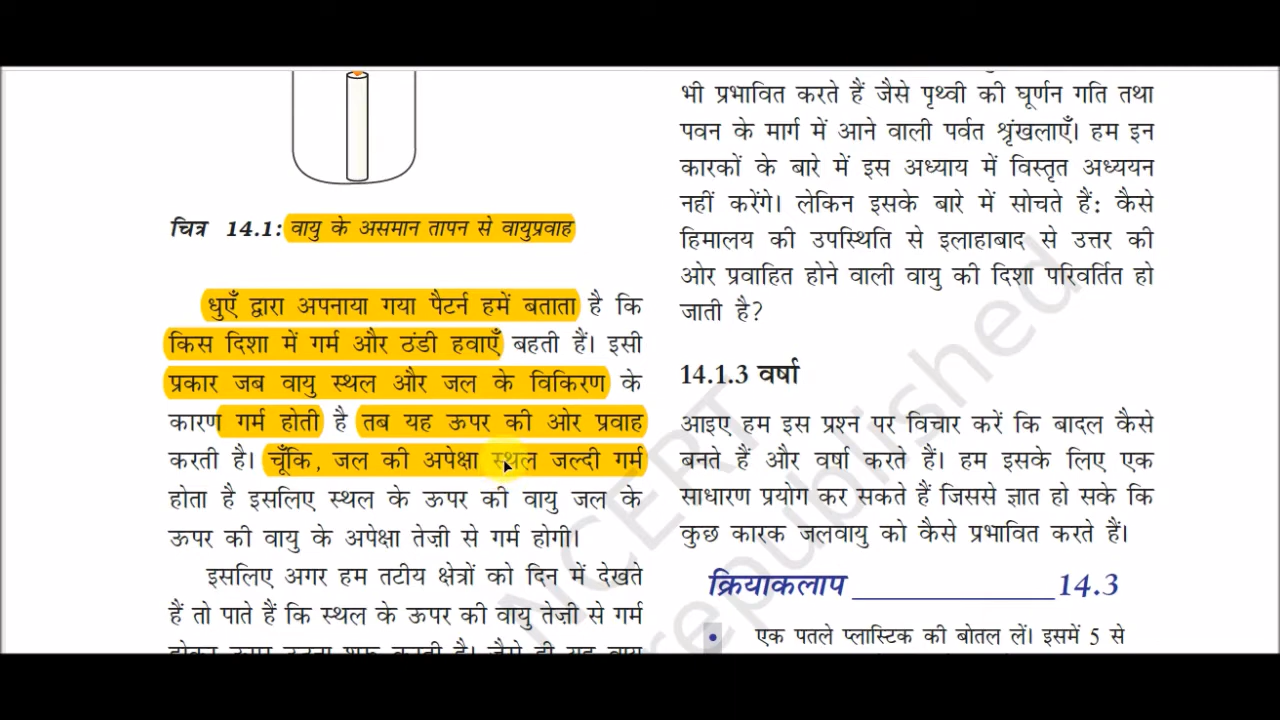 चित्र 14.1: वायु के असमान तापन से वायुप्रवाह
धुएँ द्वारा अपनाया गया पैटर्न हमें बताता है कि
किस दिशा में गर्म और ठंडी हवाएँ बहती हैं। इसी
प्रकार जब वायु स्थल और जल के विकिरण के
कारण गर्म होती है तब यह ऊपर की ओर प्रवाह
करती है। चूँकि, जल की अपेक्षा स्थल जल्दी गर्म
होता है इसलिए स्थल के ऊपर की वायु जल के
ऊपर की वायु के अपेक्षा तेज़ी से गर्म होगी।
इसलिए अगर हम तटीय क्षेत्रों को दिन में देखते
हैं तो पाते हैं कि स्थल के ऊपर की वायु तेज़ी से गर्म
भी प्रभावित करते हैं जैसे पृथ्वी की घूर्णन गति तथा
पवन के मार्ग में आने वाली पर्वत श्रृंखलाएँ। हम इन
कारकों के बारे में इस अध्याय में विस्तृत अध्ययन
नहीं करेंगे। लेकिन इसके बारे में सोचते हैं: कैसे
हिमालय की उपस्थिति से इलाहाबाद से उत्तर की
ओर प्रवाहित होने वाली वायु की दिशा परिवर्तित हो
जाती है?
14.1.3 वर्षा
आइए हम इस प्रश्न पर विचार करें कि बादल कैसे
बनते हैं और वर्षा करते हैं। हम इसके लिए एक
साधारण प्रयोग कर सकते हैं जिससे ज्ञात हो सके कि
कुछ कारक जलवायु को कैसे प्रभावित करते हैं।
क्रियाकलाप ____________ 14.3
• एक पतले प्लास्टिक की बोतल लें। इसमें 5 से
NCERT
republished